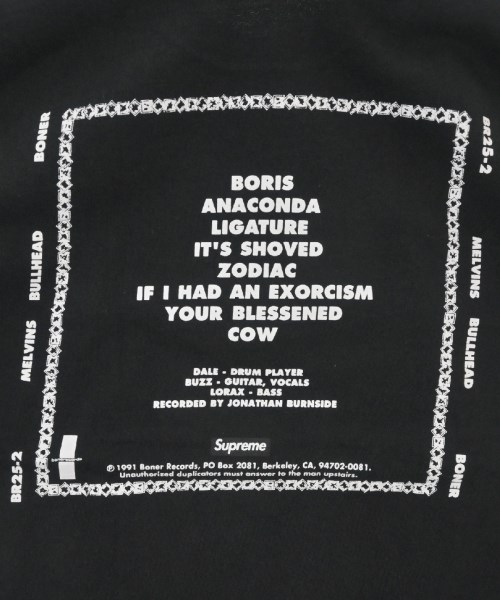 BONER
MELVINS BULLHEAD
BR25-2
BORIS
ANACONDA
LIGATURE
IT'S SHOVED
ZODIAC
IF I HAD AN EXORCISM
YOUR BLESSENED
COW
DALE - DRUM PLAYER
BUZZ - GUITAR, VOCALS
LORAX - BASS
RECORDED BY JONATHAN BURNSIDE
Supreme
© 1991 Boner Records, PO Box 2081, Berkeley, CA, 94702-0081.
Unauthorized duplicators must answer to the man upstairs.
BR25-2
MELVINS BULLHEAD
BONER